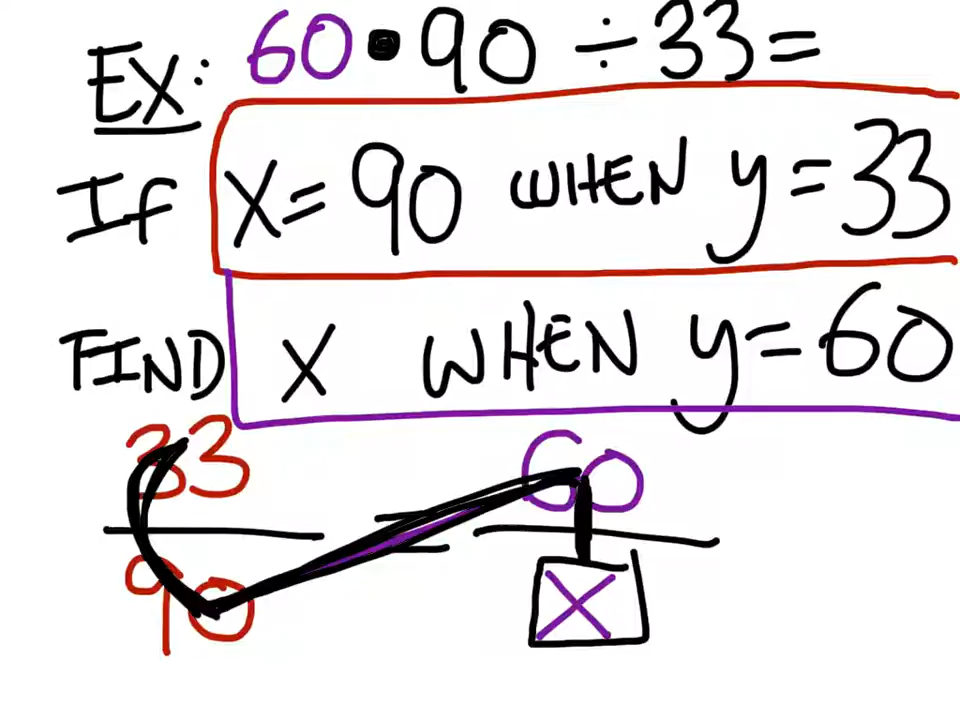 EX: 60 • 90 ÷ 33 =
If X = 90 WHEN y = 33
FIND X WHEN y = 60
33 = 60
90 X